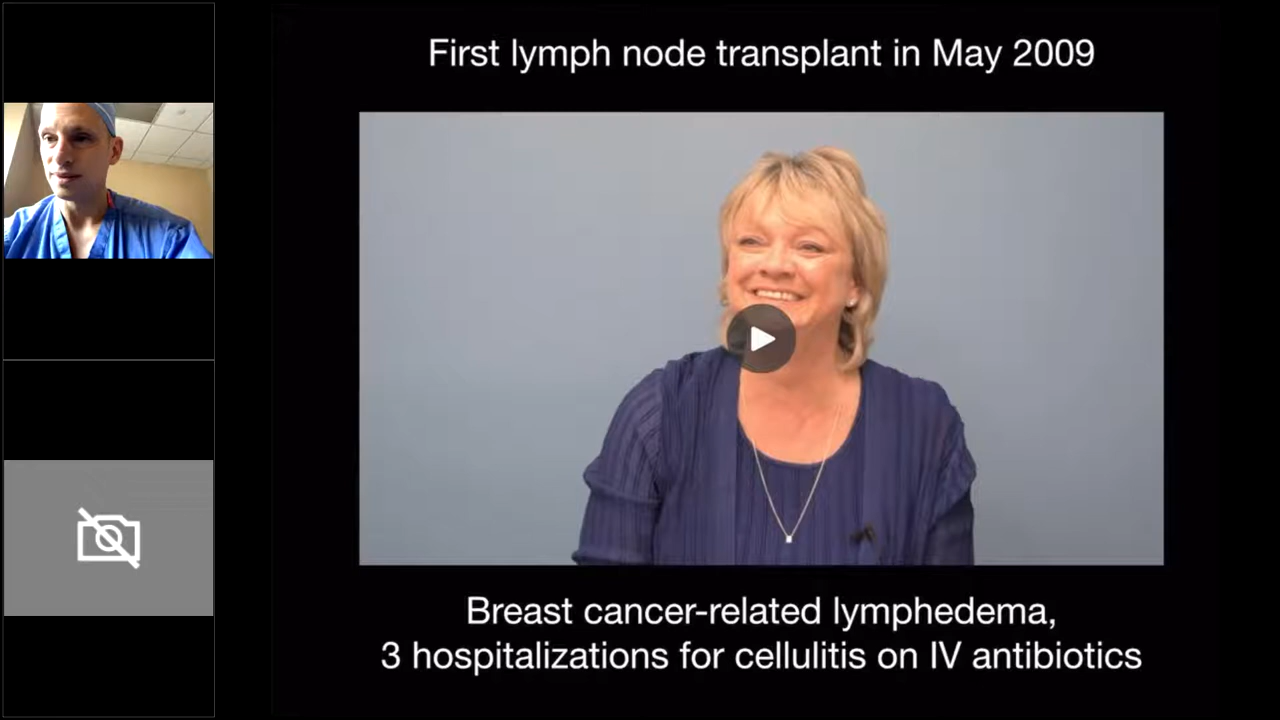 First lymph node transplant in May 2009
Breast cancer-related lymphedema,
3 hospitalizations for cellulitis on IV antibiotics